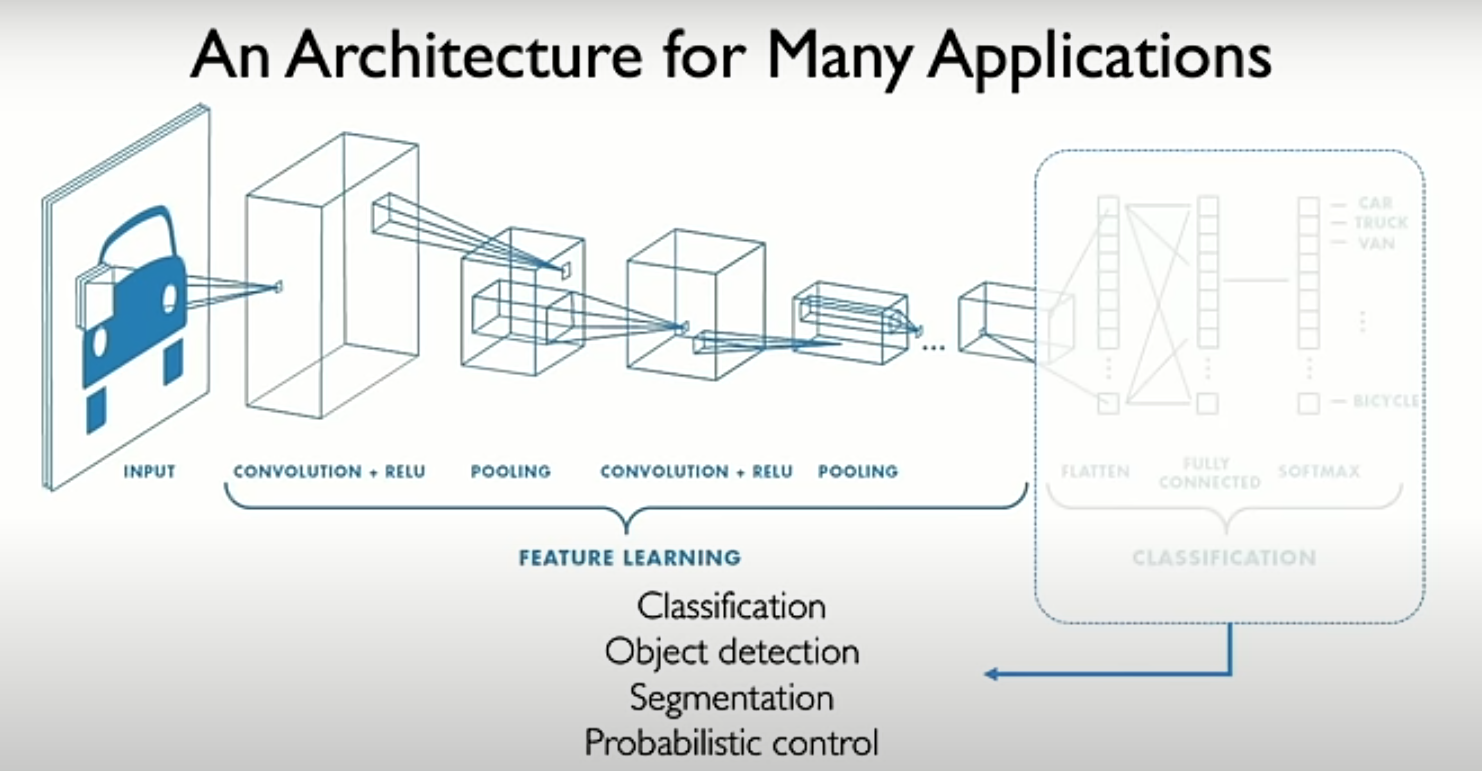 An Architecture for Many Applications
CAR
TRUCK
VAN
BICYCLE
INPUT
CONVOLUTION + RELU
POOLING
CONVOLUTION + RELU
POOLING
...
FLATTEN
FULLY
CONNECTED
SOFTMAX
FEATURE LEARNING
CLASSIFICATION
Classification
Object detection
Segmentation
Probabilistic control